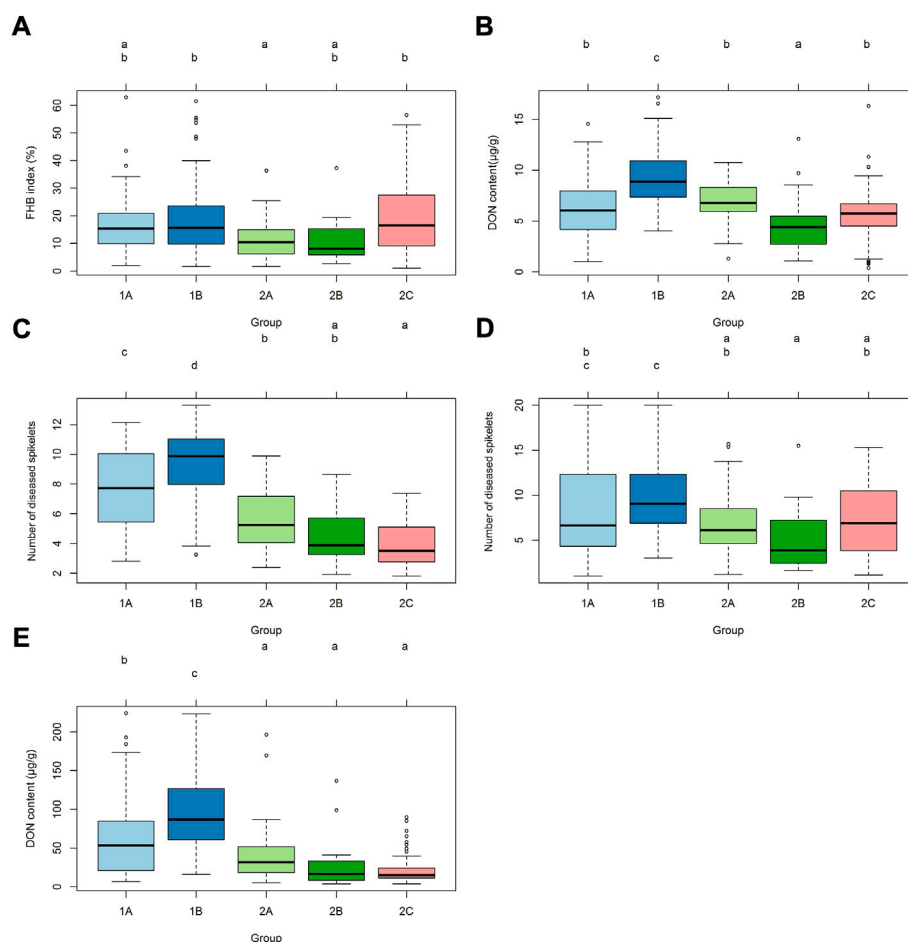 A
a a a
b b b b
FHB index (%)
60
50
40
30
20
10
0
1A 1B 2A 2B 2C
Group
B
b b a b
c
DON content(µg/g)
15
10
5
0
1A 1B 2A 2B 2C
Group
C
a a
c b b
d
Number of diseased spikelets
12
10
8
6
4
2
1A 1B 2A 2B 2C
Group
D
a a a
b b b
c c
Number of diseased spikelets
20
15
10
5
1A 1B 2A 2B 2C
Group
E
a a a
b
c
DON content (µg/g)
200
150
100
50
0
1A 1B 2A 2B 2C
Group